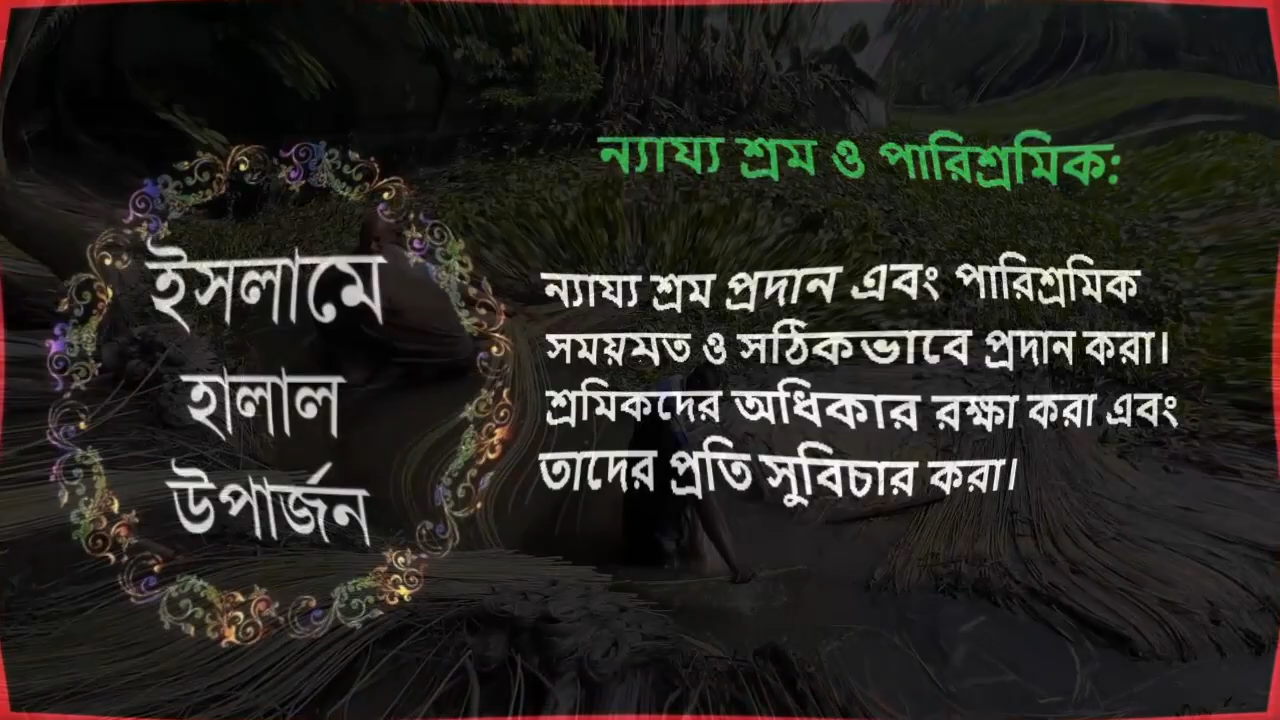 ইসলামে
হালাল
উপার্জন
ন্যায্য শ্রম ও পারিশ্রমিক:
ন্যায্য শ্রম প্রদান এবং পারিশ্রমিক
সময়মত ও সঠিকভাবে প্রদান করা।
শ্রমিকদের অধিকার রক্ষা করা এবং
তাদের প্রতি সুবিচার করা।